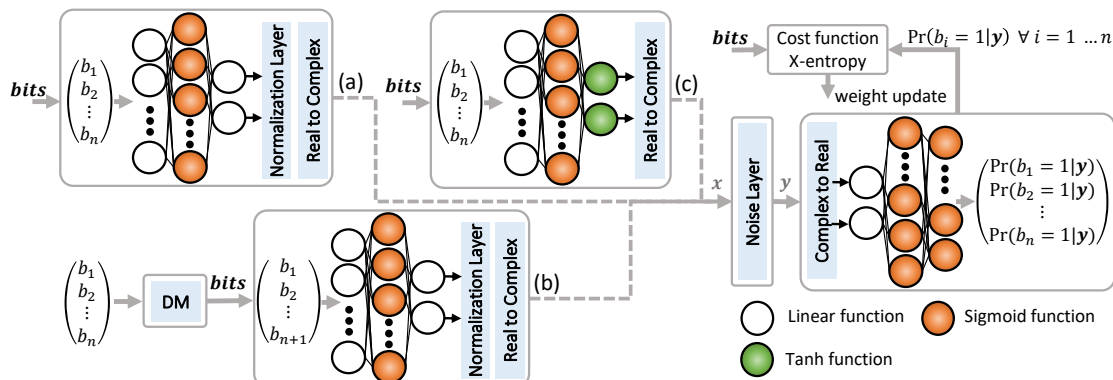 bits
b₁
b₂
⋮
bₙ
Normalization Layer
Real to Complex
(a)
bits
b₁
b₂
⋮
bₙ
Real to Complex
(c)
b₁
b₂
⋮
bₙ
DM
bits
b₁
b₂
⋮
bₙ₊₁
Normalization Layer
Real to Complex
(b)
x
Noise Layer
y
bits
Cost function
X-entropy
Pr(bᵢ = 1|y) ∀ i = 1 … n
weight update
Complex to Real
Pr(b₁ = 1|y)
Pr(b₂ = 1|y)
⋮
Pr(bₙ = 1|y)
Linear function
Sigmoid function
Tanh function